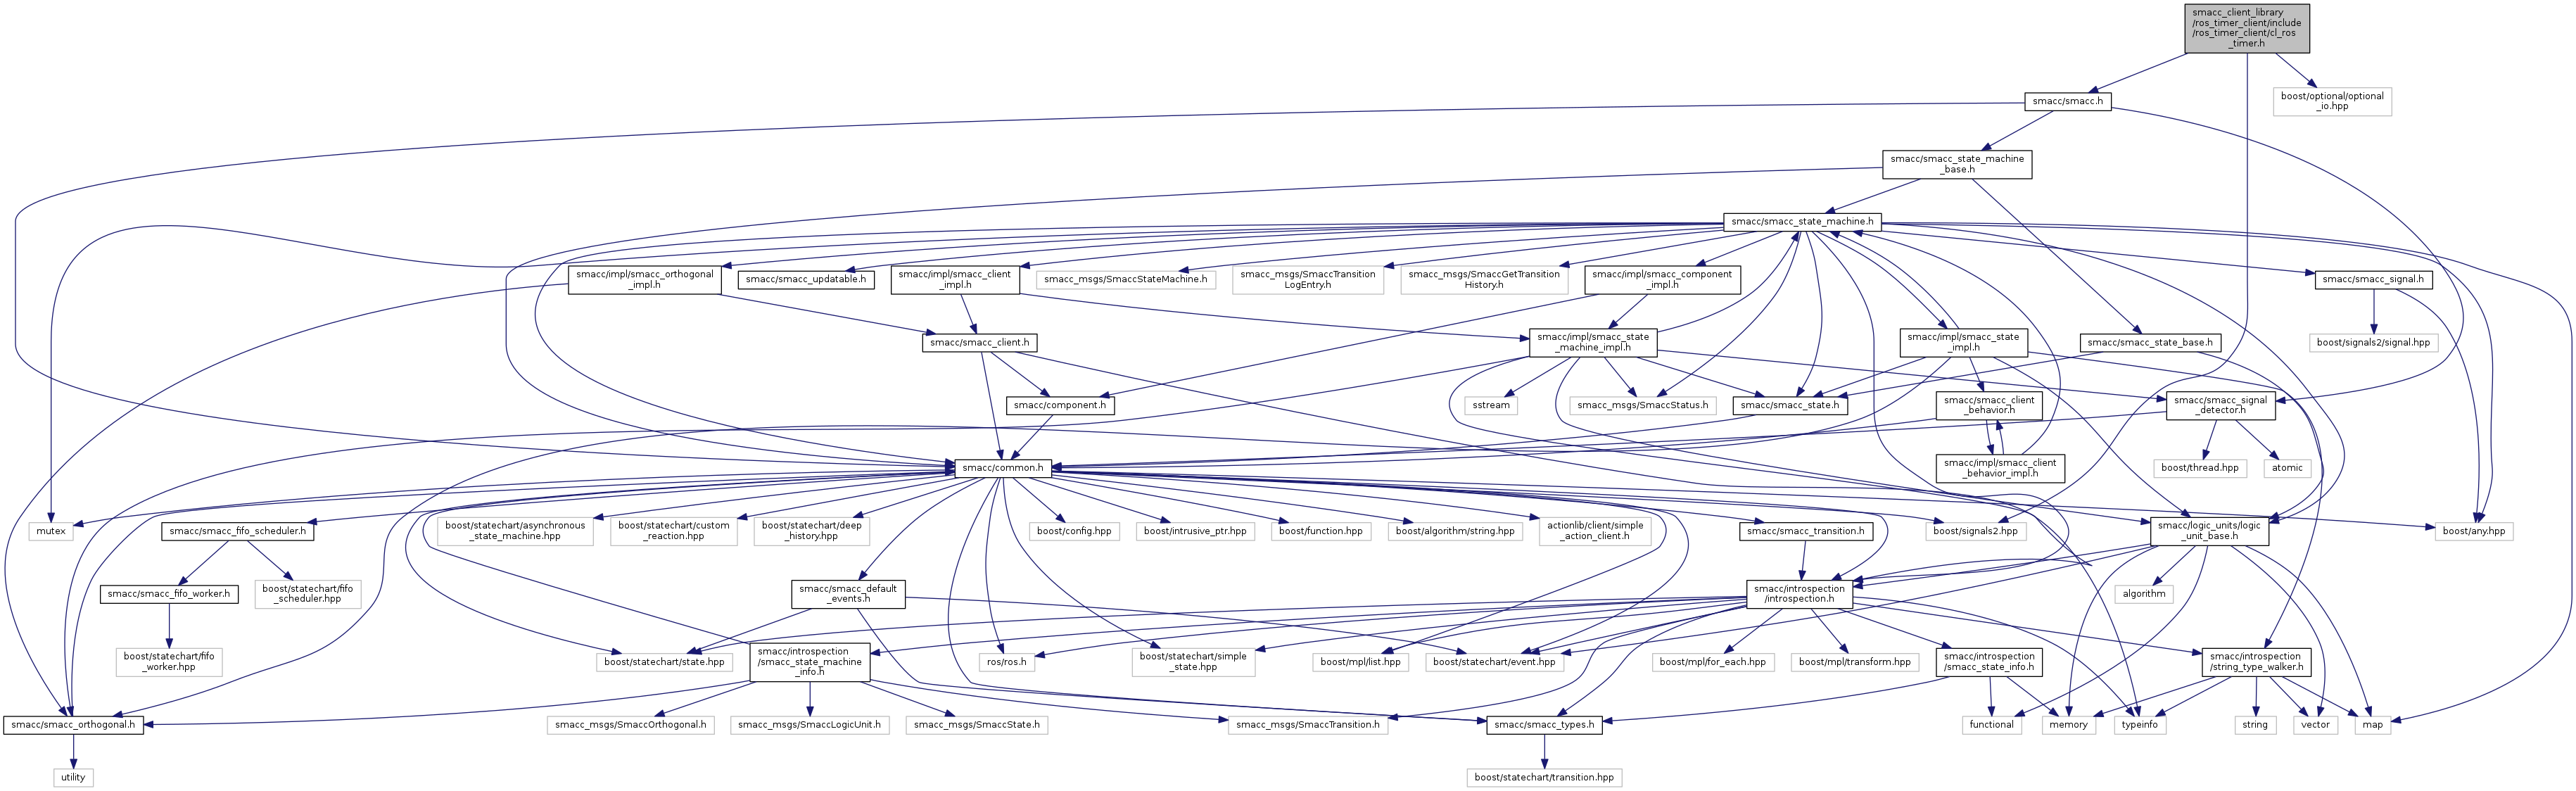 smacc_client_library
/ros_timer_client/include
/ros_timer_client/cl_ros
_timer.h
smacc/smacc.h
boost/optional/optional
_io.hpp
smacc/smacc_state_machine
_base.h
smacc/smacc_state_machine.h
smacc/impl/smacc_orthogonal
_impl.h
smacc/smacc_updatable.h
smacc/impl/smacc_client
_impl.h
smacc_msgs/SmaccStateMachine.h
smacc_msgs/SmaccTransition
LogEntry.h
smacc_msgs/SmaccGetTransition
History.h
smacc/impl/smacc_component
_impl.h
smacc/smacc_signal.h
smacc/smacc_client.h
smacc/impl/smacc_state
_machine_impl.h
smacc/impl/smacc_state
_impl.h
smacc/smacc_state_base.h
boost/signals2/signal.hpp
smacc/component.h
sstream
smacc_msgs/SmaccStatus.h
smacc/smacc_state.h
smacc/smacc_client
_behavior.h
smacc/smacc_signal
_detector.h
smacc/common.h
smacc/impl/smacc_client
_behavior_impl.h
boost/thread.hpp
atomic
mutex
smacc/smacc_fifo_scheduler.h
boost/statechart/asynchronous
_state_machine.hpp
boost/statechart/custom
_reaction.hpp
boost/statechart/deep
_history.hpp
boost/config.hpp
boost/intrusive_ptr.hpp
boost/function.hpp
boost/algorithm/string.hpp
actionlib/client/simple
_action_client.h
smacc/smacc_transition.h
boost/signals2.hpp
smacc/logic_units/logic
_unit_base.h
boost/any.hpp
smacc/smacc_fifo_worker.h
boost/statechart/fifo
_scheduler.hpp
smacc/smacc_default
_events.h
smacc/introspection
/introspection.h
algorithm
boost/statechart/fifo
_worker.hpp
boost/statechart/state.hpp
smacc/introspection
/smacc_state_machine
_info.h
ros/ros.h
boost/statechart/simple
_state.hpp
boost/mpl/list.hpp
boost/statechart/event.hpp
boost/mpl/for_each.hpp
boost/mpl/transform.hpp
smacc/introspection
/smacc_state_info.h
smacc/introspection
/string_type_walker.h
smacc/smacc_orthogonal.h
smacc_msgs/SmaccOrthogonal.h
smacc_msgs/SmaccLogicUnit.h
smacc_msgs/SmaccState.h
smacc_msgs/SmaccTransition.h
smacc/smacc_types.h
functional
memory
typeinfo
string
vector
map
utility
boost/statechart/transition.hpp